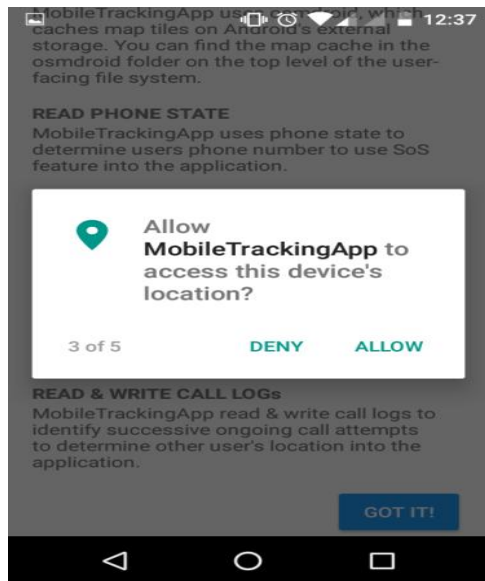 12:37
MobileTrackingApp uses osmdroid, which
caches map tiles on Android's external
storage. You can find the map cache in the
osmdroid folder on the top level of the user-
facing file system.
READ PHONE STATE
MobileTrackingApp uses phone state to
determine users phone number to use SoS
feature into the application.
Allow
MobileTrackingApp to
access this device's
location?
3 of 5 DENY ALLOW
READ & WRITE CALL LOGs
MobileTrackingApp read & write call logs to
identify successive ongoing call attempts
to determine other user's location into the
application.
GOT IT!